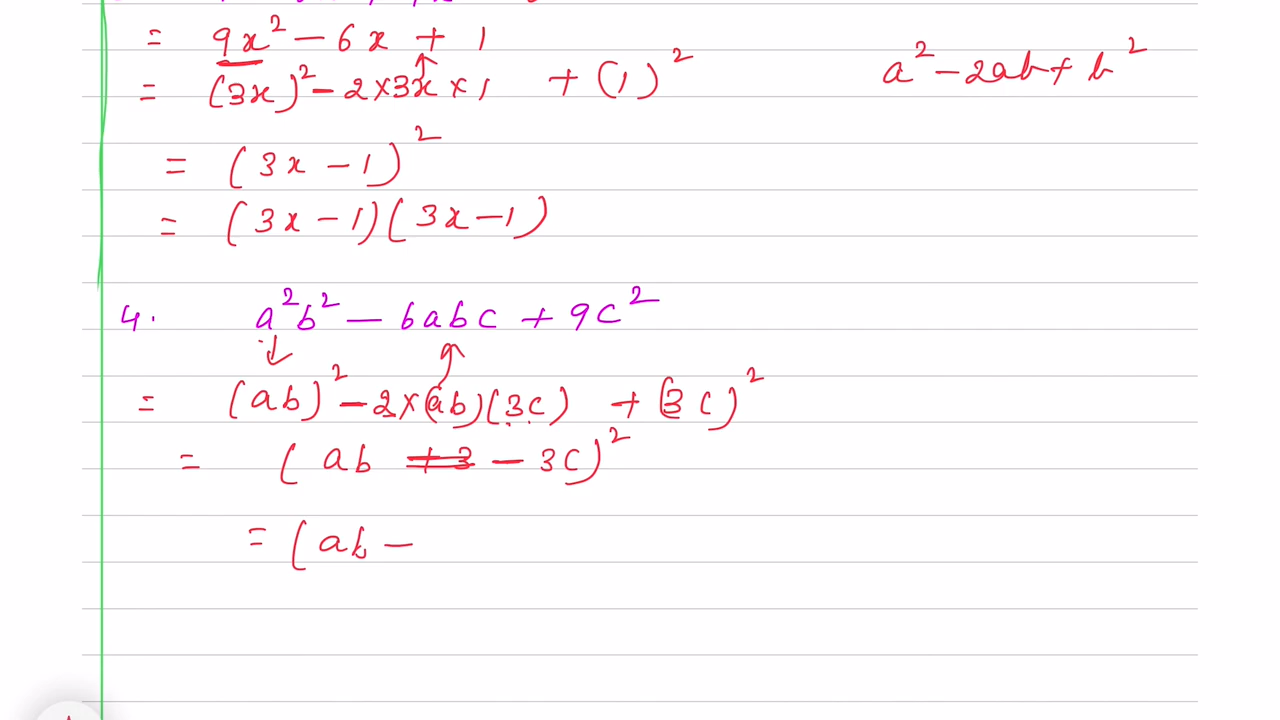 = 9x² - 6x + 1
= (3x)² - 2×3x×1 + (1)²
a² - 2ab + b²
= (3x - 1)²
= (3x - 1)(3x - 1)
4. a²b² - 6abc + 9c²
= (ab)² - 2×(ab)(3c) + (3c)²
= (ab +3 - 3c)²
= (ab -